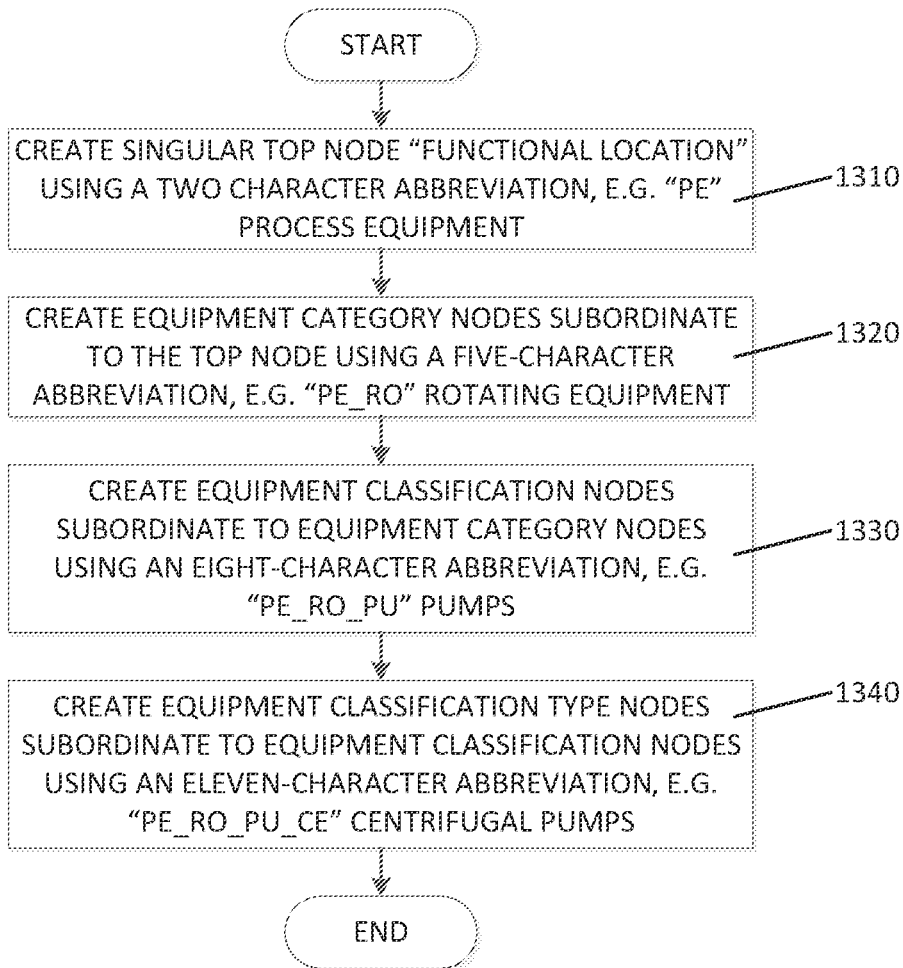 START
CREATE SINGULAR TOP NODE “FUNCTIONAL LOCATION”
USING A TWO CHARACTER ABBREVIATION, E.G. “PE”
PROCESS EQUIPMENT
1310
CREATE EQUIPMENT CATEGORY NODES SUBORDINATE
TO THE TOP NODE USING A FIVE-CHARACTER
ABBREVIATION, E.G. “PE_RO” ROTATING EQUIPMENT
1320
CREATE EQUIPMENT CLASSIFICATION NODES
SUBORDINATE TO EQUIPMENT CATEGORY NODES
USING AN EIGHT-CHARACTER ABBREVIATION, E.G.
“PE_RO_PU” PUMPS
1330
CREATE EQUIPMENT CLASSIFICATION TYPE NODES
SUBORDINATE TO EQUIPMENT CLASSIFICATION NODES
USING AN ELEVEN-CHARACTER ABBREVIATION, E.G.
“PE_RO_PU_CE” CENTRIFUGAL PUMPS
1340
END